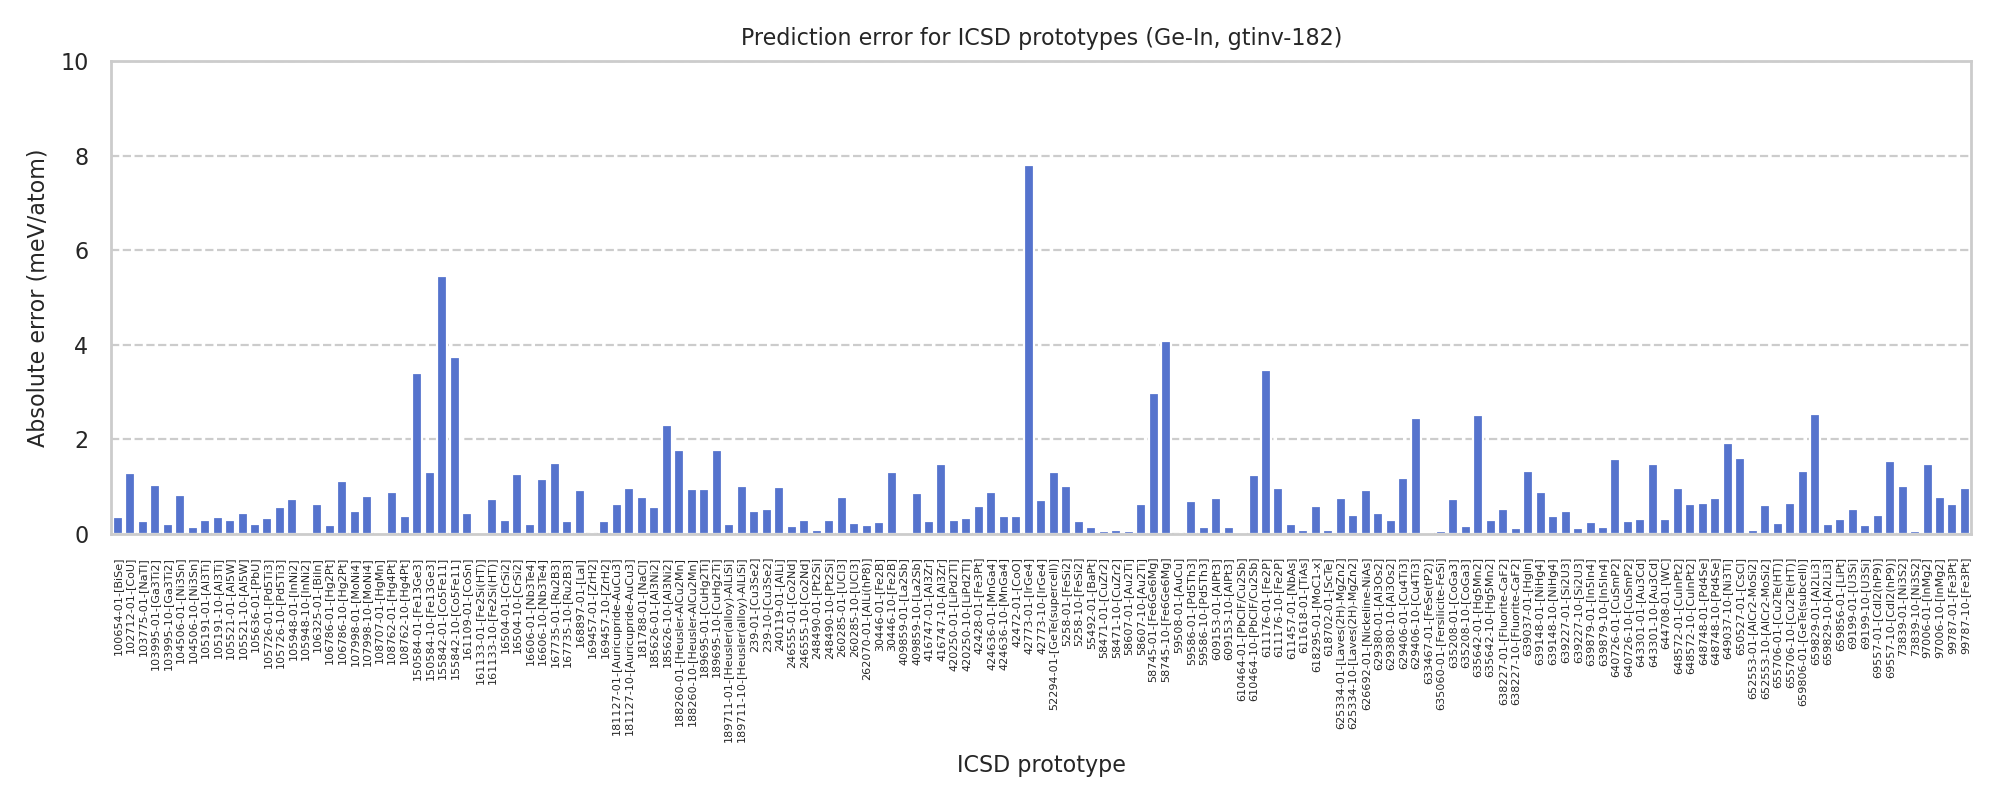 Prediction error for ICSD prototypes (Ge-In, gtinv-182)
10
8
6
4
2
0
Absolute error (meV/atom)
100654-01-[BiSe]
102712-01-[CoU]
103775-01-[NaTl]
103995-01-[Ga3Ti2]
103995-10-[Ga3Ti2]
104506-01-[Ni3Sn]
104506-10-[Ni3Sn]
105191-01-[Al3Ti]
105191-10-[Al3Ti]
105521-01-[Al5W]
105521-10-[Al5W]
105636-01-[PbU]
105726-01-[Pd5Ti3]
105726-10-[Pd5Ti3]
105948-01-[InNi2]
105948-10-[InNi2]
106325-01-[BiIn]
106786-01-[Hg2Pt]
106786-10-[Hg2Pt]
107998-01-[MoNi4]
107998-10-[MoNi4]
108707-01-[HgMn]
108762-01-[Hg4Pt]
108762-10-[Hg4Pt]
150584-01-[Fe13Ge3]
150584-10-[Fe13Ge3]
155842-01-[Co5Fe11]
155842-10-[Co5Fe11]
161109-01-[CoSn]
161133-01-[Fe2Si(HT)]
161133-10-[Fe2Si(HT)]
16504-01-[CrSi2]
16504-10-[CrSi2]
16606-01-[Nb3Te4]
16606-10-[Nb3Te4]
167735-01-[Ru2B3]
167735-10-[Ru2B3]
168897-01-[LaI]
169457-01-[ZrH2]
169457-10-[ZrH2]
181127-01-[Auricupride-AuCu3]
181127-10-[Auricupride-AuCu3]
181788-01-[NaCl]
185626-01-[Al3Ni2]
185626-10-[Al3Ni2]
188260-01-[Heusler-AlCu2Mn]
188260-10-[Heusler-AlCu2Mn]
189695-01-[CuHg2Ti]
189695-10-[CuHg2Ti]
189711-01-[Heusler(alloy)-AlLiSi]
189711-10-[Heusler(alloy)-AlLiSi]
239-01-[Cu3Se2]
239-10-[Cu3Se2]
240119-01-[AlLi]
246555-01-[Co2Nd]
246555-10-[Co2Nd]
248490-01-[Pt2Si]
248490-10-[Pt2Si]
260285-01-[UCl3]
260285-10-[UCl3]
262070-01-[AlLi(hP8)]
30446-01-[Fe2B]
30446-10-[Fe2B]
409859-01-[La2Sb]
409859-10-[La2Sb]
416747-01-[Al3Zr]
416747-10-[Al3Zr]
420250-01-[LiPd2Tl]
420250-10-[LiPd2Tl]
42428-01-[Fe3Pt]
424636-01-[MnGa4]
424636-10-[MnGa4]
42472-01-[CoO]
42773-01-[IrGe4]
42773-10-[IrGe4]
52294-01-[GeTe(supercell)]
5258-01-[FeSi2]
5258-10-[FeSi2]
55492-01-[BaPt]
58471-01-[CuZr2]
58471-10-[CuZr2]
58607-01-[Au2Ti]
58607-10-[Au2Ti]
58745-01-[Fe6Ge6Mg]
58745-10-[Fe6Ge6Mg]
59508-01-[AuCu]
59586-01-[Pd5Th3]
59586-10-[Pd5Th3]
609153-01-[AlPt3]
609153-10-[AlPt3]
610464-01-[PbClF/Cu2Sb]
610464-10-[PbClF/Cu2Sb]
611176-01-[Fe2P]
611176-10-[Fe2P]
611457-01-[NbAs]
611618-01-[TiAs]
618295-01-[MoC1-x]
618702-01-[ScTe]
625334-01-[Laves(2H)-MgZn2]
625334-10-[Laves(2H)-MgZn2]
626692-01-[Nickeline-NiAs]
629380-01-[Al3Os2]
629380-10-[Al3Os2]
629406-01-[Cu4Ti3]
629406-10-[Cu4Ti3]
633467-01-[FeSe(tP2)]
635060-01-[Fersilicite-FeSi]
635208-01-[CoGa3]
635208-10-[CoGa3]
635642-01-[Hg5Mn2]
635642-10-[Hg5Mn2]
638227-01-[Fluorite-CaF2]
638227-10-[Fluorite-CaF2]
639037-01-[HgIn]
639148-01-[NiHg4]
639148-10-[NiHg4]
639227-01-[Si2U3]
639227-10-[Si2U3]
639879-01-[In5In4]
639879-10-[In5In4]
640726-01-[CuSmP2]
640726-10-[CuSmP2]
643301-01-[Au3Cd]
643301-10-[Au3Cd]
644708-01-[WC]
648572-01-[CuInPt2]
648572-10-[CuInPt2]
648748-01-[Pd4Se]
648748-10-[Pd4Se]
649037-10-[Ni3Ti]
650527-01-[CsCl]
652553-01-[AlCr2-MoSi2]
652553-10-[AlCr2-MoSi2]
655706-01-[Cu2Te(HT)]
655706-10-[Cu2Te(HT)]
659806-01-[GeTe(subcell)]
659829-01-[Al2Li3]
659829-10-[Al2Li3]
659856-01-[LiPt]
69199-01-[U3Si]
69199-10-[U3Si]
69557-01-[CdI2(hP9)]
69557-10-[CdI2(hP9)]
73839-01-[Ni3S2]
73839-10-[Ni3S2]
97006-01-[InMg2]
97006-10-[InMg2]
99787-01-[Fe3Pt]
99787-10-[Fe3Pt]
ICSD prototype